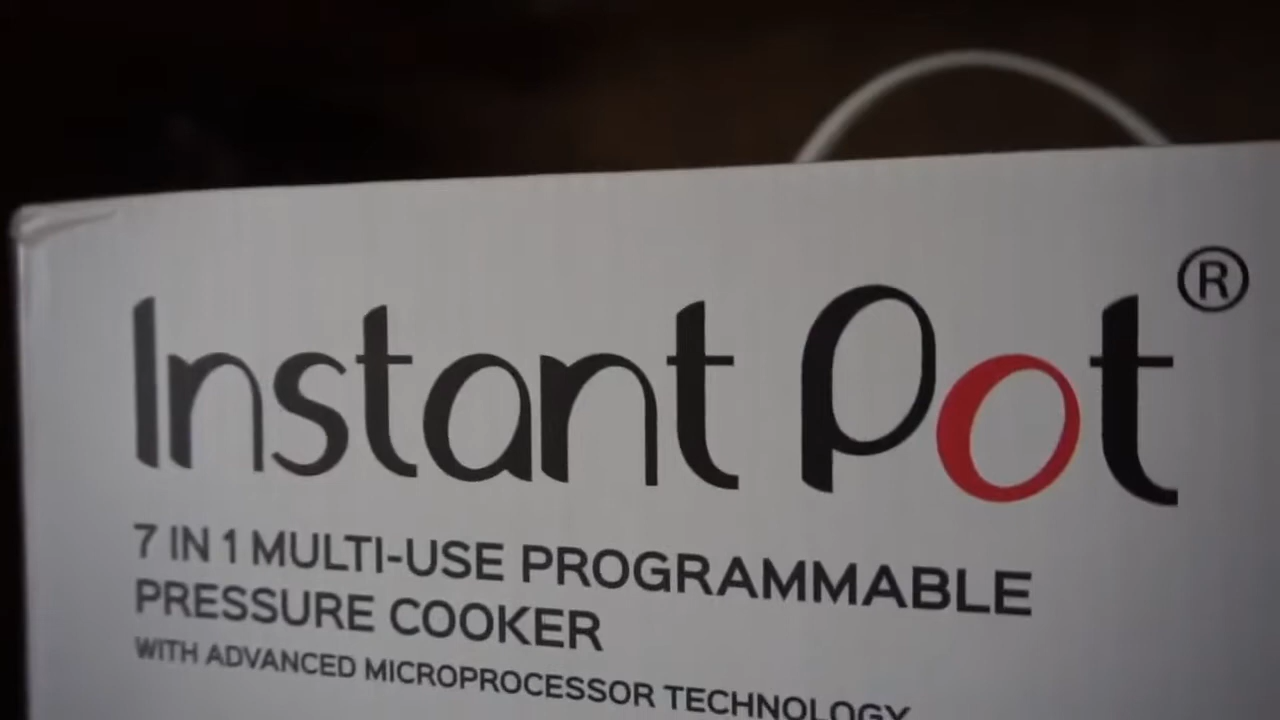 Instant Pot®
7 IN 1 MULTI-USE PROGRAMMABLE
PRESSURE COOKER
WITH ADVANCED MICROPROCESSOR TECHNOLOGY